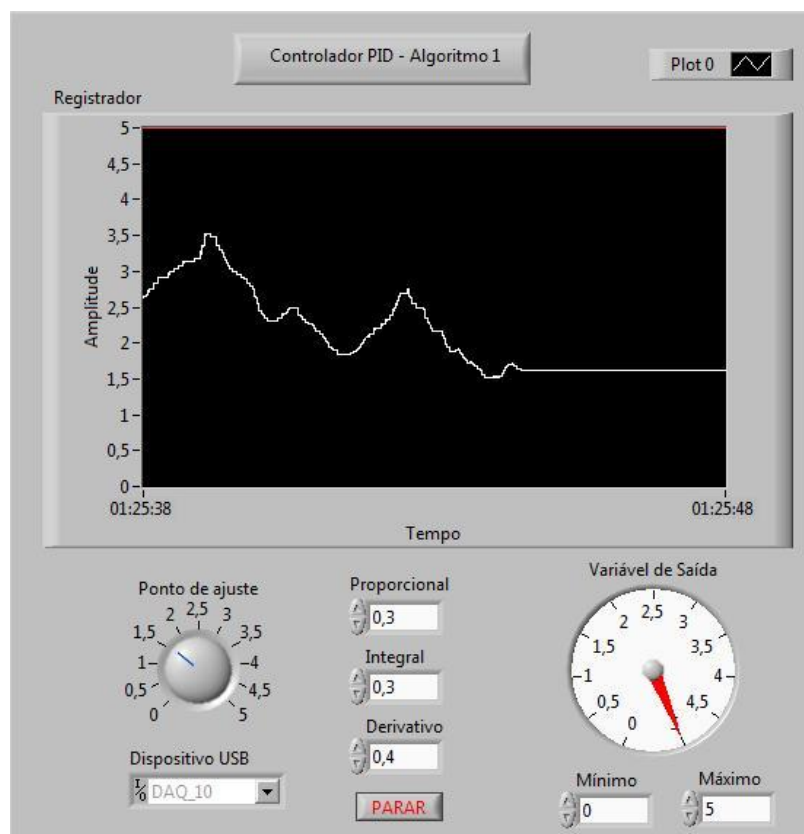 Controlador PID - Algoritmo 1
Plot 0
Registrador
5
4,5
4
3,5
3
2,5
2
1,5
1
0,5
0
Amplitude
01:25:38
01:25:48
Tempo
Ponto de ajuste
0
0,5
1
1,5
2
2,5
3
3,5
4
4,5
5
Dispositivo USB
I/O DAQ_10
Proporcional
0,3
Integral
0,3
Derivativo
0,4
PARAR
Variável de Saída
0
0,5
1
1,5
2
2,5
3
3,5
4
4,5
Mínimo
0
Máximo
5